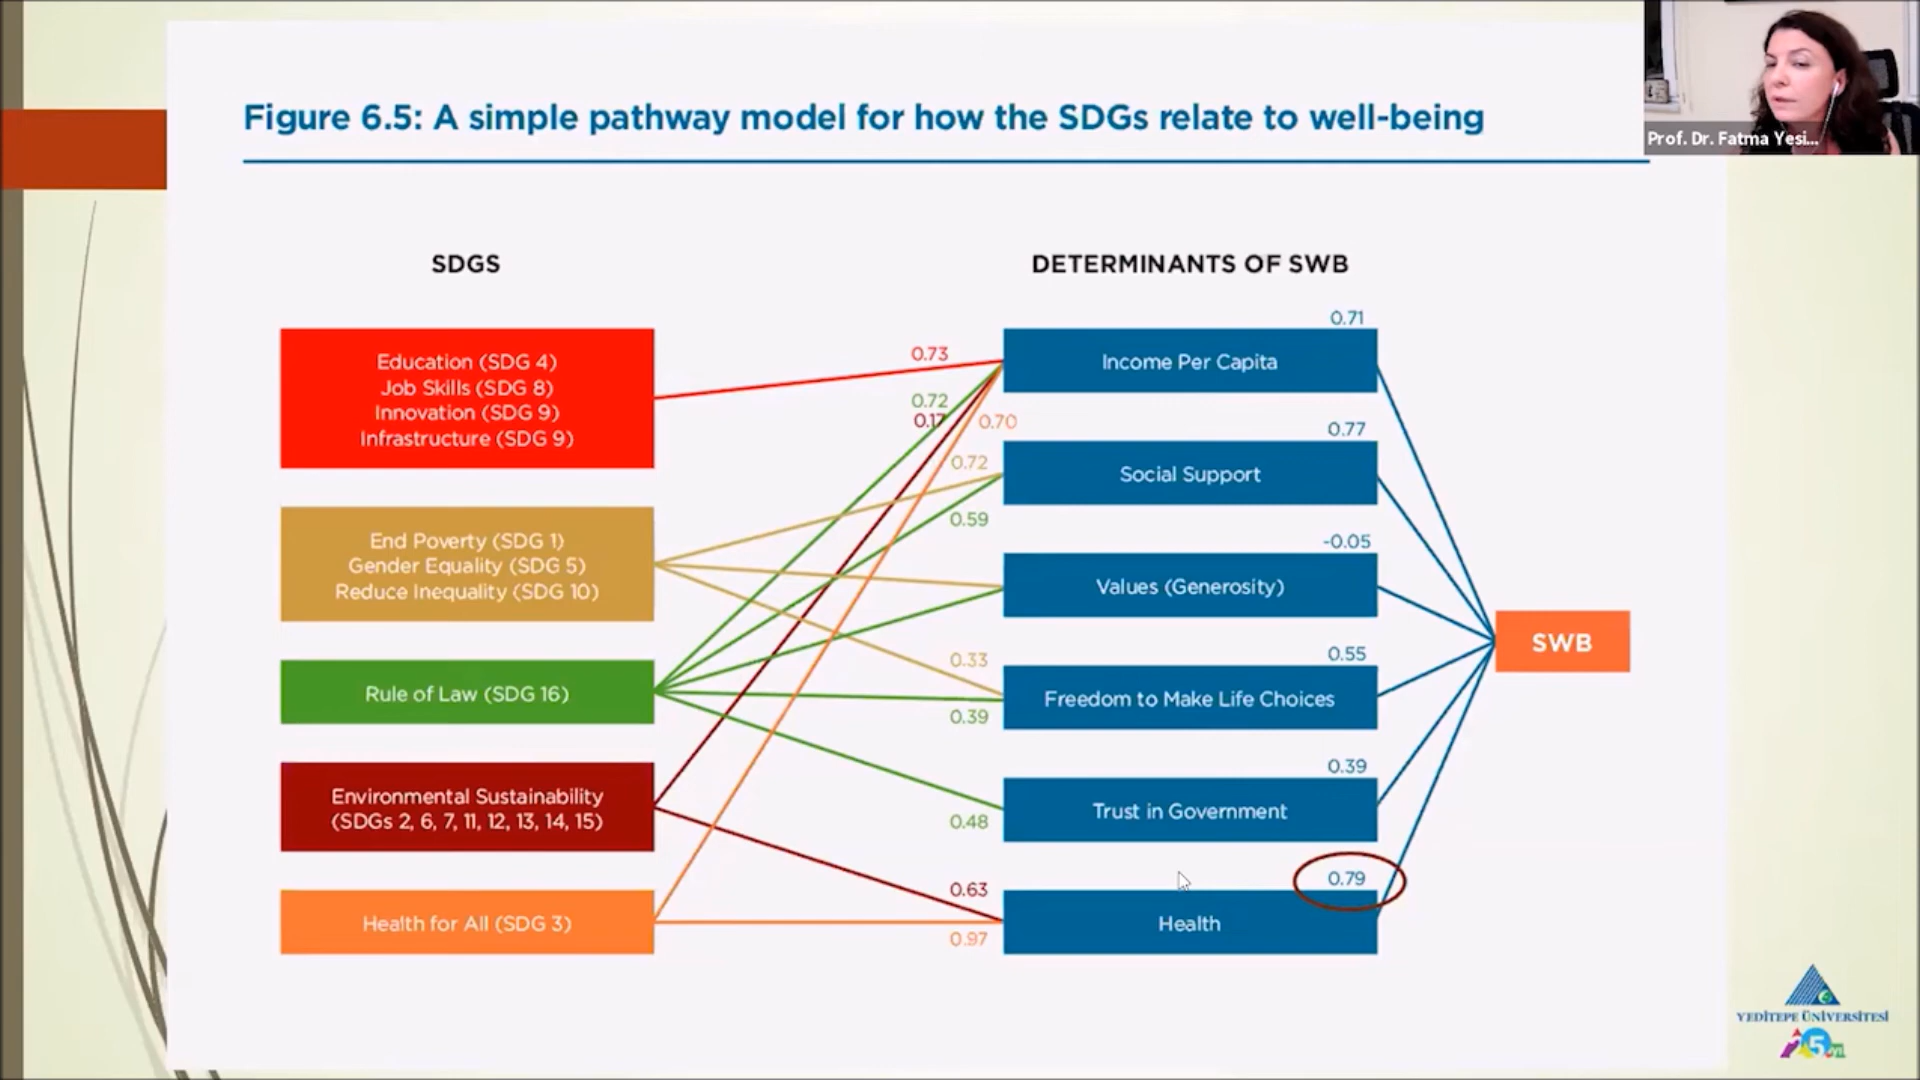 Prof. Dr. Fatma Yesi...
Figure 6.5: A simple pathway model for how the SDGs relate to well-being
SDGS
DETERMINANTS OF SWB
Education (SDG 4)
Job Skills (SDG 8)
Innovation (SDG 9)
Infrastructure (SDG 9)
End Poverty (SDG 1)
Gender Equality (SDG 5)
Reduce Inequality (SDG 10)
Rule of Law (SDG 16)
Environmental Sustainability
(SDGs 2, 6, 7, 11, 12, 13, 14, 15)
Health for All (SDG 3)
0.73
0.72
0.17
0.70
0.72
0.59
0.33
0.39
0.48
0.63
0.97
0.71
Income Per Capita
0.77
Social Support
-0.05
Values (Generosity)
0.55
Freedom to Make Life Choices
0.39
Trust in Government
0.79
Health
SWB
YEDİTEPE ÜNİVERSİTESİ